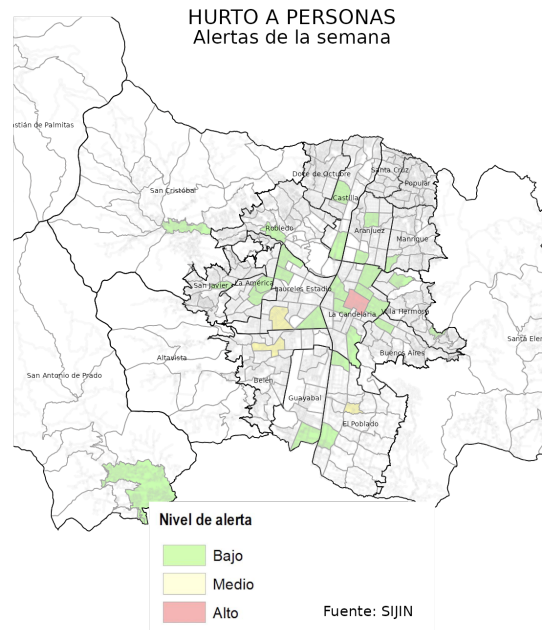 HURTO A PERSONAS
Alertas de la semana
stián de Palmitas
Doce de Octubre
Santa Cruz
Popular
San Cristóbal
Castilla
Robledo
Aranjuez
Manrique
San Javier
La América
Laureles Estadio
La Candelaria
Villa Hermosa
Santa Ele
Altavista
Buenos Aires
San Antonio de Prado
Belén
Guayabal
El Poblado
Nivel de alerta
Bajo
Medio
Alto
Fuente: SIJIN